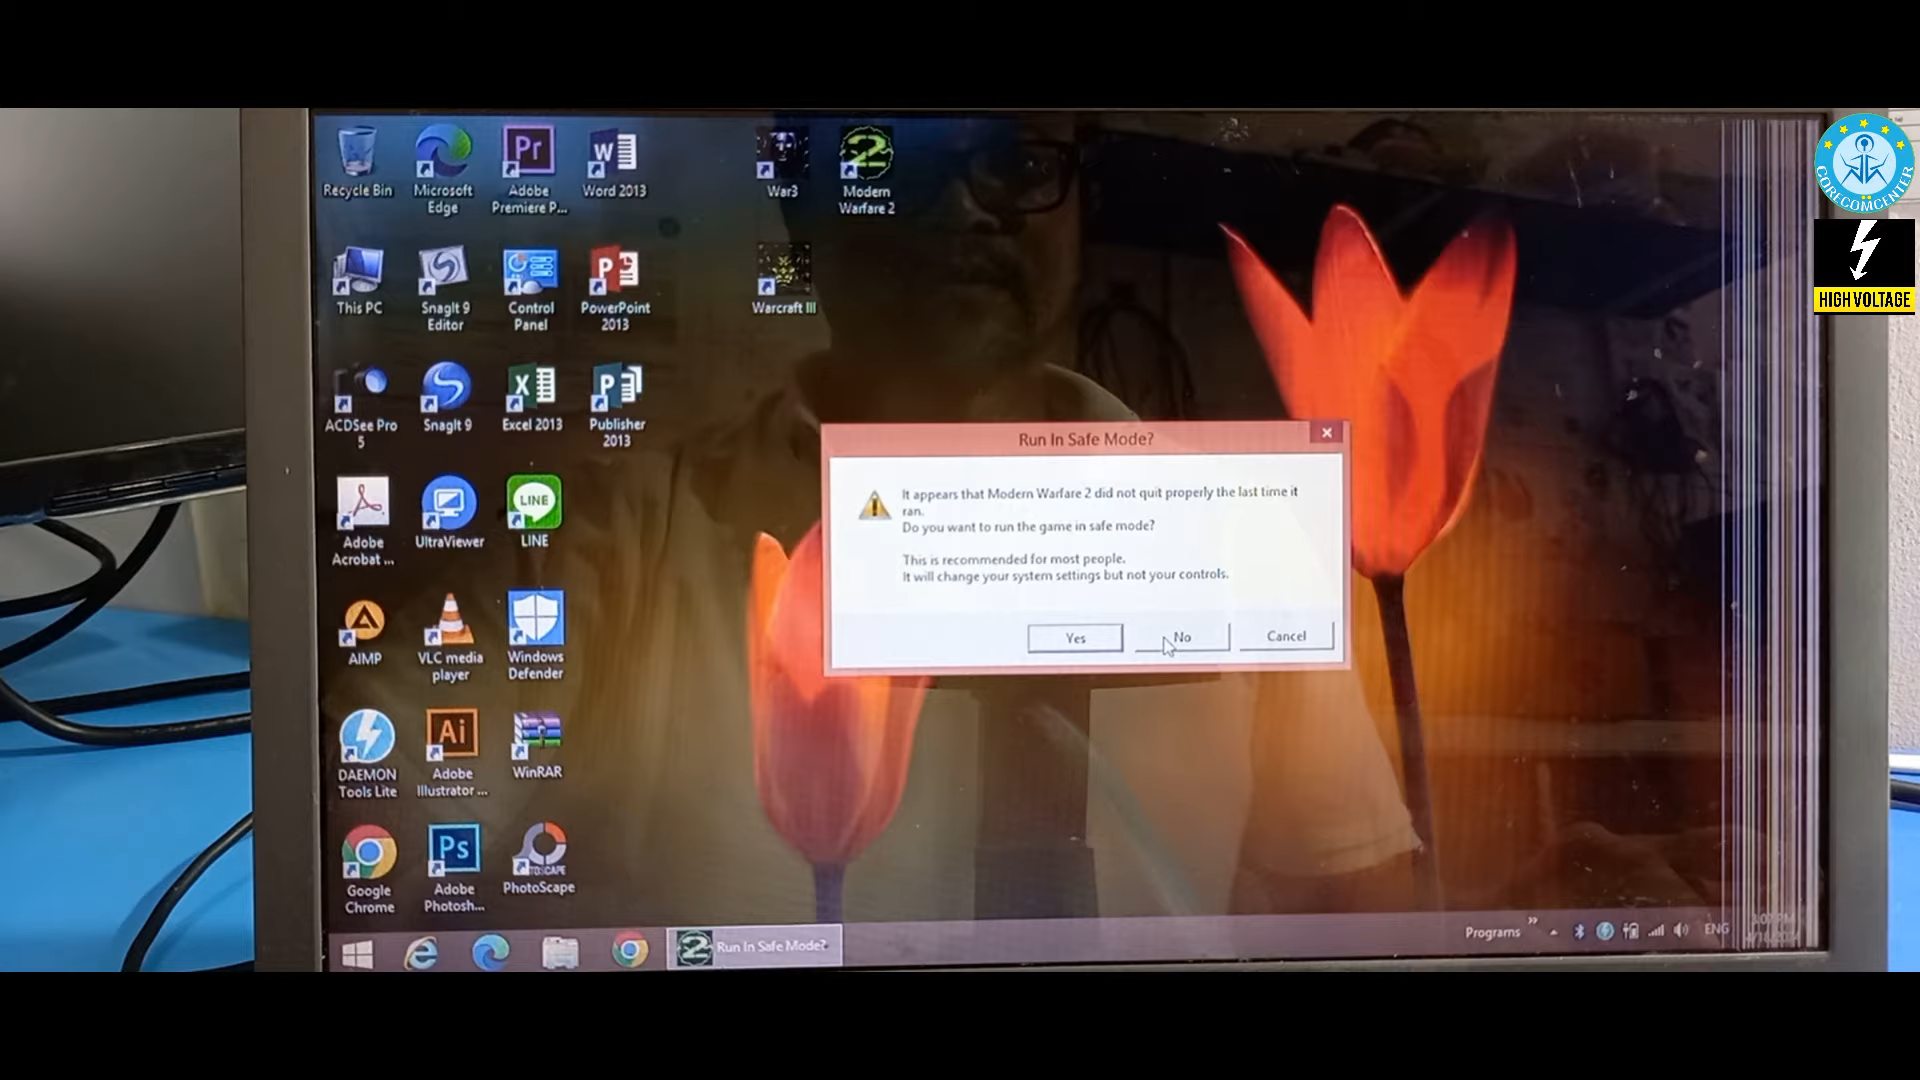 Recycle Bin
Microsoft
Edge
Pr
Adobe
Premiere P...
Word 2013
War3
Modern
Warfare 2
This PC
SnagIt 9
Editor
Control
Panel
PowerPoint
2013
Warcraft III
ACDSee Pro
5
SnagIt 9
Excel 2013
Publisher
2013
Adobe
Acrobat ...
UltraViewer
LINE
LINE
AIMP
VLC media
player
Windows
Defender
DAEMON
Tools Lite
Ai
Adobe
Illustrator ...
WinRAR
Google
Chrome
Ps
Adobe
Photosh...
PhotoScape
Run In Safe Mode?
It appears that Modern Warfare 2 did not quit properly the last time it
ran.
Do you want to run the game in safe mode?
This is recommended for most people.
It will change your system settings but not your controls.
Yes
No
Cancel
Run In Safe Mode?
Programs
ENG
CORECOMCENTER
HIGH VOLTAGE